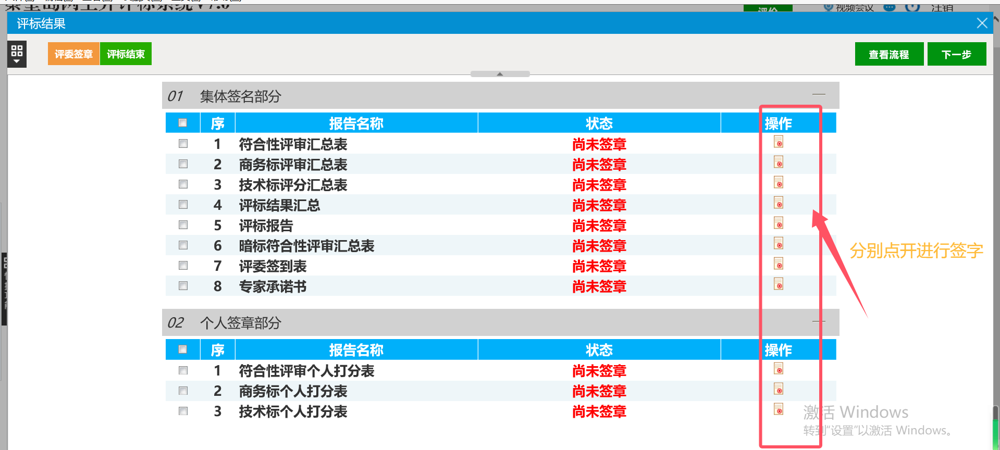 评价 视频会议 注销
评标结果
评委签章 评标结束 查看流程 下一步
01 集体签名部分
序 报告名称 状态 操作
1 符合性评审汇总表 尚未签章
2 商务标评审汇总表 尚未签章
3 技术标评分汇总表 尚未签章
4 评标结果汇总 尚未签章
5 评标报告 尚未签章
6 暗标符合性评审汇总表 尚未签章
7 评委签到表 尚未签章
8 专家承诺书 尚未签章
分别点开进行签字
02 个人签章部分
序 报告名称 状态 操作
1 符合性评审个人打分表 尚未签章
2 商务标个人打分表 尚未签章
3 技术标个人打分表 尚未签章
激活 Windows
转到“设置”以激活 Windows。